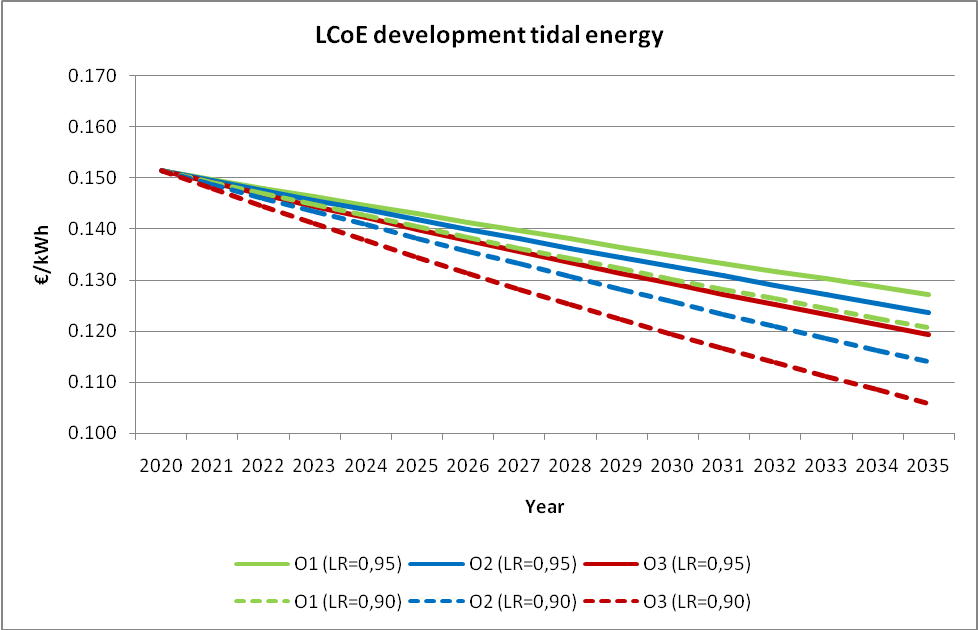 LCoE development tidal energy
0.170
0.160
0.150
0.140
0.130
0.120
0.110
0.100
€/kWh
2020 2021 2022 2023 2024 2025 2026 2027 2028 2029 2030 2031 2032 2033 2034 2035
Year
O1 (LR=0,95) O2 (LR=0,95) O3 (LR=0,95)
O1 (LR=0,90) O2 (LR=0,90) O3 (LR=0,90)